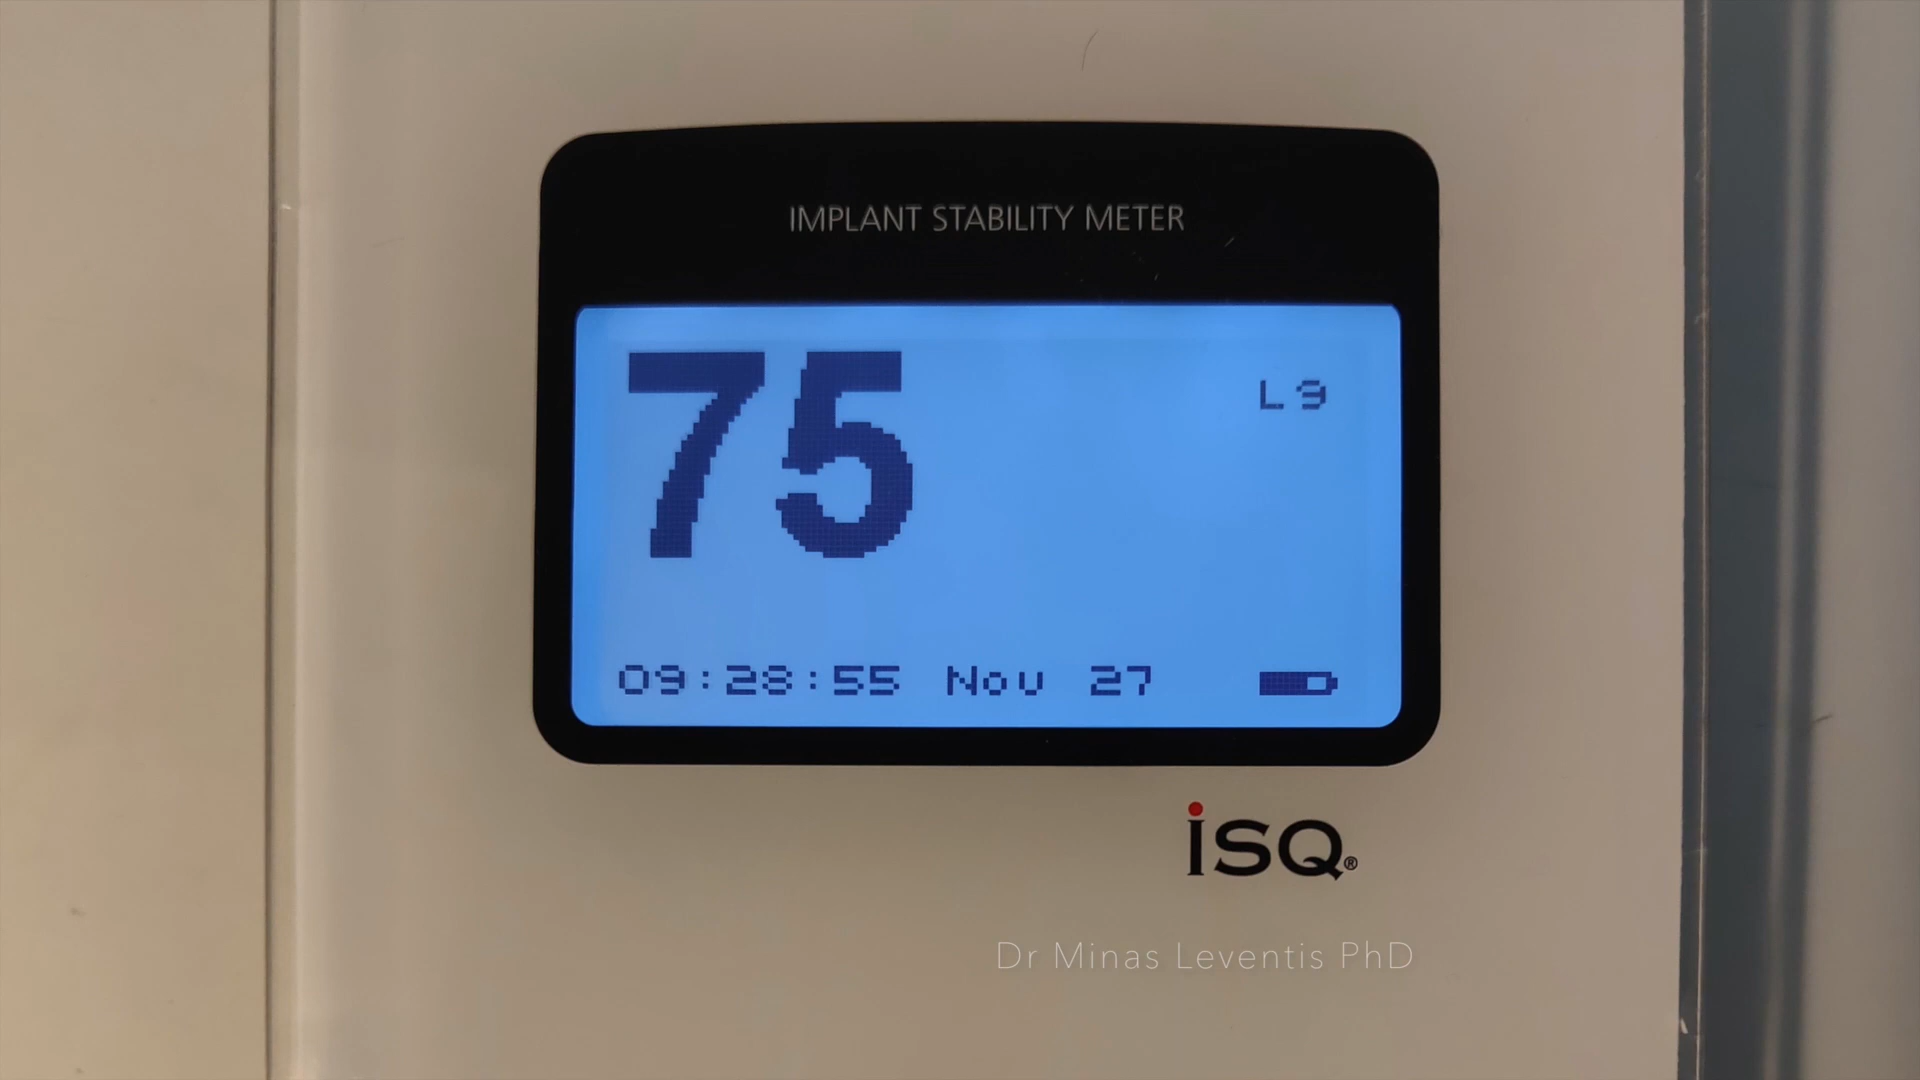 IMPLANT STABILITY METER
75
L9
09:28:55 Nov 27
isQ®
Dr Minas Leventis PhD